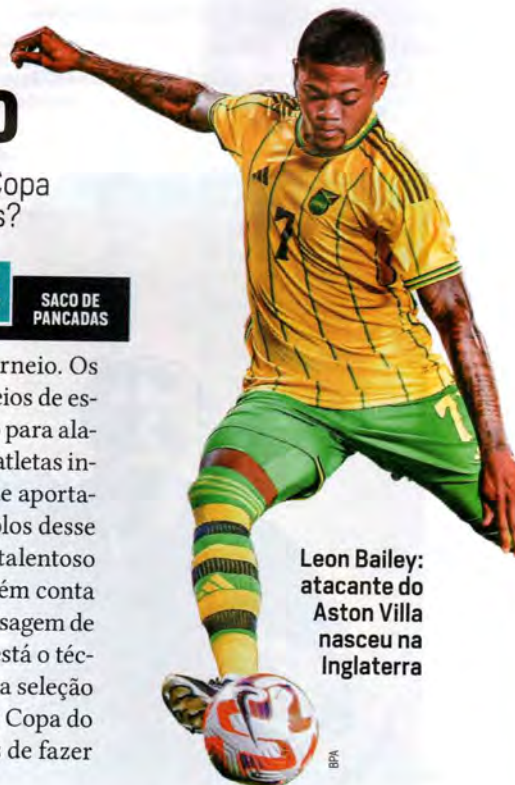 O
Copa
s?
SACO DE
PANCADAS
rneio. Os
eios de es-
para ala-
atletas in-
e aporta-
olos desse
talentoso
ém conta
sagem de
está o téc-
a seleção
Copa do
s de fazer
7
7
Leon Bailey:
atacante do
Aston Villa
nasceu na
Inglaterra
BPA